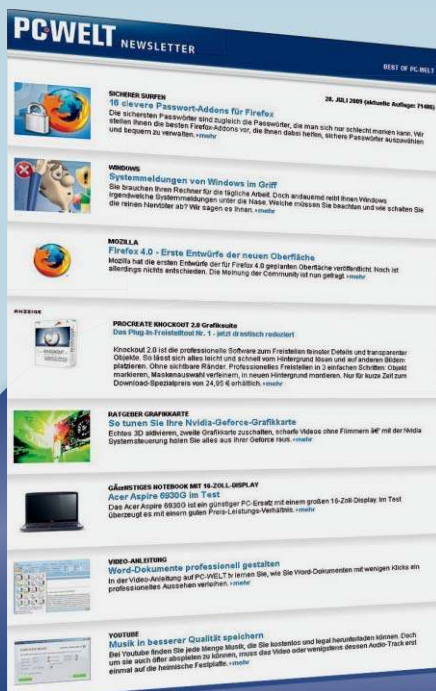 PC WELT NEWSLETTER
BEST OF PC-WELT
SICHERER SURFEN
28. JULI 2009 (aktuelle Auflage: 71486)
16 clevere Passwort-Addons für Firefox
Die sichersten Passwörter sind zugleich die Passwörter, die man sich nur schlecht merken kann. Wir
stellen Ihnen die besten Firefox-Addons vor, die Ihnen dabei helfen, sichere Passwörter auszuwählen
und bequem zu verwalten. »mehr
WINDOWS
Systemmeldungen von Windows im Griff
Sie brauchen Ihren Rechner für die tägliche Arbeit. Doch andauernd reibt Ihnen Windows
irgendwelche Systemmeldungen unter die Nase. Welche müssen Sie beachten und wie schalten Sie
die reinen Nervtöter ab? Wir sagen es Ihnen. »mehr
MOZILLA
Firefox 4.0 - Erste Entwürfe der neuen Oberfläche
Mozilla hat die ersten Entwürfe der für Firefox 4.0 geplanten Oberfläche veröffentlicht. Noch ist
allerdings nichts entschieden. Die Meinung der Community ist nun gefragt. »mehr
ANZEIGE
PROCREATE KNOCKOUT 2.0 Grafiksuite
Das Plug-In-Freistelltool Nr. 1 - jetzt drastisch reduziert
Knockout 2.0 ist die professionelle Software zum Freistellen feinster Details und transparenter
Objekte. So lässt sich alles leicht und schnell vom Hintergrund lösen und auf anderen Bildern
platzieren. Ohne sichtbare Ränder. Professionelles Freistellen in 3 einfachen Schritten: Objekt
markieren, Maskenauswahl verfeinern, in neuen Hintergrund montieren. Nur für kurze Zeit zum
Download-Spezialpreis von 24,95 € erhältlich. »mehr
RATGEBER GRAFIKKARTE
So tunen Sie Ihre Nvidia-Geforce-Grafikkarte
Echtes 3D aktivieren, zweite Grafikkarte zuschalten, scharfe Videos ohne Flimmern â€“ mit der Nvidia
Systemsteuerung holen Sie alles aus Ihrer Geforce raus. »mehr
GÃœNSTIGES NOTEBOOK MIT 16-ZOLL-DISPLAY
Acer Aspire 6930G im Test
Das Acer Aspire 6930G ist ein günstiger PC-Ersatz mit einem großen 16-Zoll-Display. Im Test
überzeugt es mit einem guten Preis-Leistungs-Verhältnis. »mehr
VIDEO-ANLEITUNG
Word-Dokumente professionell gestalten
In der Video-Anleitung auf PC-WELT tv lernen Sie, wie Sie Word-Dokumenten mit wenigen Klicks ein
professionelles Aussehen verleihen. »mehr
YOUTUBE
Musik in besserer Qualität speichern
Bei Youtube finden Sie jede Menge Musik, die Sie kostenlos und legal herunterladen können. Doch
um sie auch öfter abspielen zu können, muss das Video oder wenigstens dessen Audio-Track erst
einmal auf die heimische Festplatte. »mehr